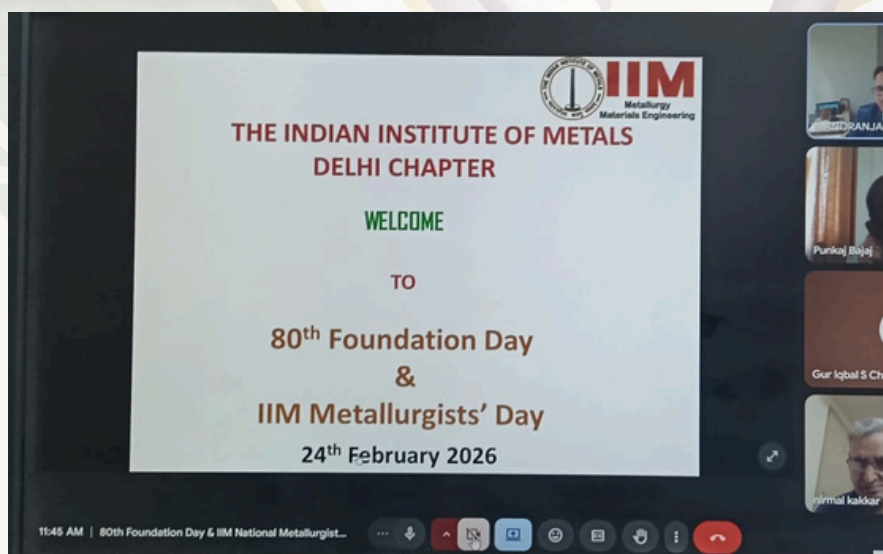 IIM
Metallurgy
Materials Engineering
THE INDIAN INSTITUTE OF METALS
DELHI CHAPTER
WELCOME
TO
80th Foundation Day
&
IIM Metallurgists' Day
24th February 2026
Punkaj Bajaj
Gur Iqbal S Ch
nirmal kakkar
11:45 AM | 80th Foundation Day & IIM National Metallurgist...